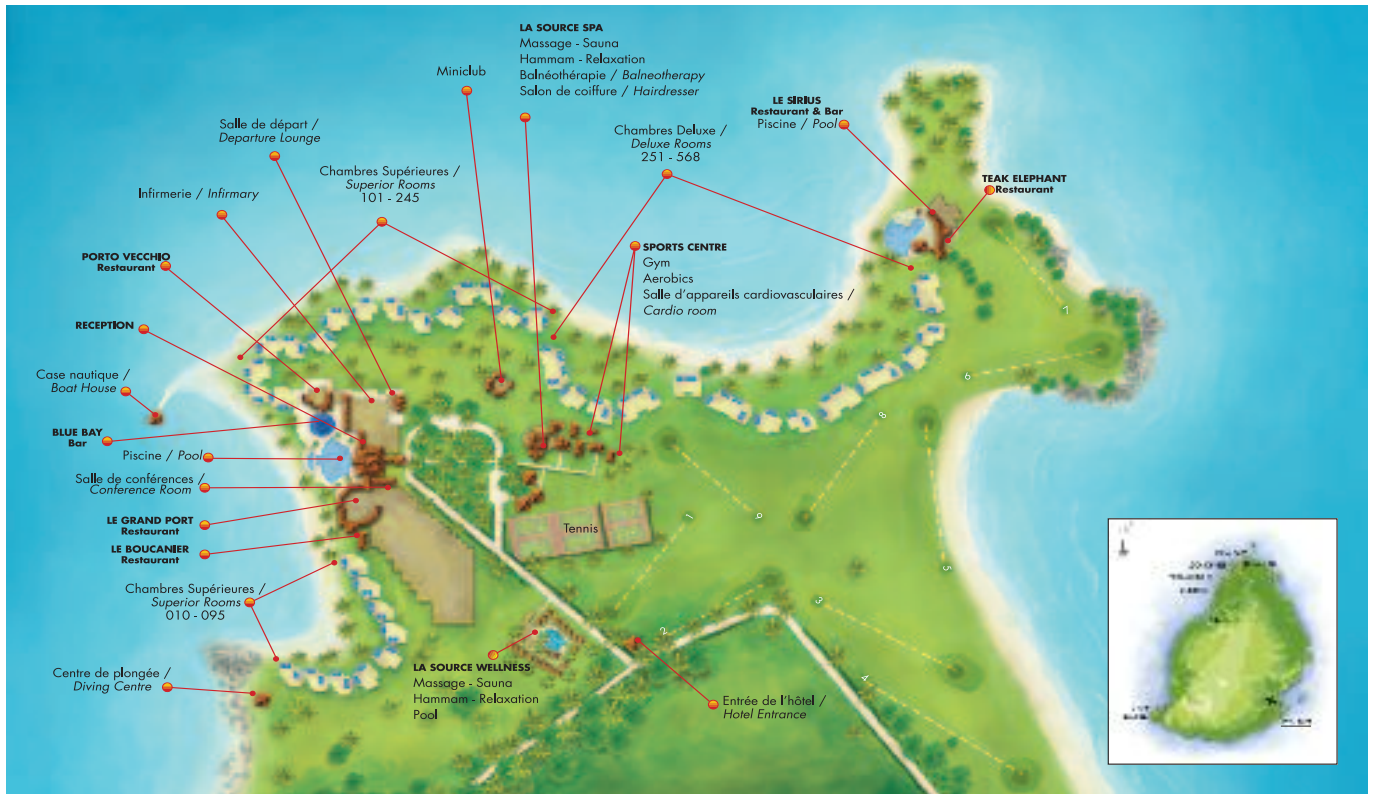 LA SOURCE SPA
Massage - Sauna
Hammam - Relaxation
Balnéothérapie / Balneotherapy
Salon de coiffure / Hairdresser
Miniclub
LE SIRIUS
Restaurant & Bar
Piscine / Pool
Salle de départ /
Departure Lounge
Chambres Deluxe /
Deluxe Rooms
251 - 568
Chambres Supérieures /
Superior Rooms
101 - 245
TEAK ELEPHANT
Restaurant
Infirmerie / Infirmary
PORTO VECCHIO
Restaurant
SPORTS CENTRE
Gym
Aerobics
Salle d'appareils cardiovasculaires /
Cardio room
RECEPTION
Case nautique /
Boat House
BLUE BAY
Bar
Piscine / Pool
Salle de conférences /
Conference Room
LE GRAND PORT
Restaurant
LE BOUCANIER
Restaurant
Tennis
Chambres Supérieures /
Superior Rooms
010 - 095
Centre de plongée /
Diving Centre
LA SOURCE WELLNESS
Massage - Sauna
Hammam - Relaxation
Pool
Entrée de l'hôtel /
Hotel Entrance
7
6
8
1
9
5
3
2
4